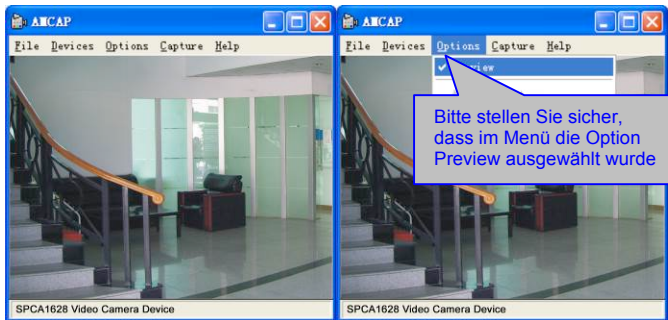 AMCAP
File Devices Options Capture Help
SPCA1628 Video Camera Device
AMCAP
File Devices Options Capture Help
Bitte stellen Sie sicher,
dass im Menü die Option
Preview ausgewählt wurde
SPCA1628 Video Camera Device